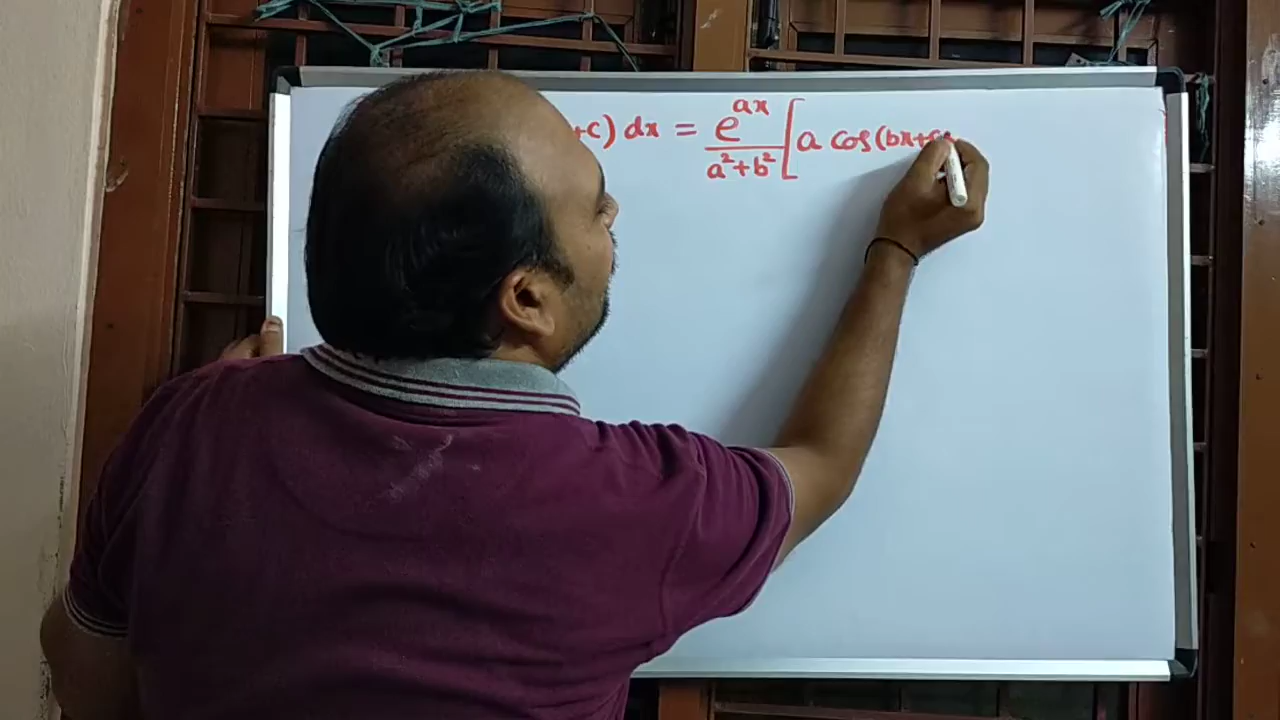 +c) dx = e^{ax}/(a²+b²) [a cos(bx+c